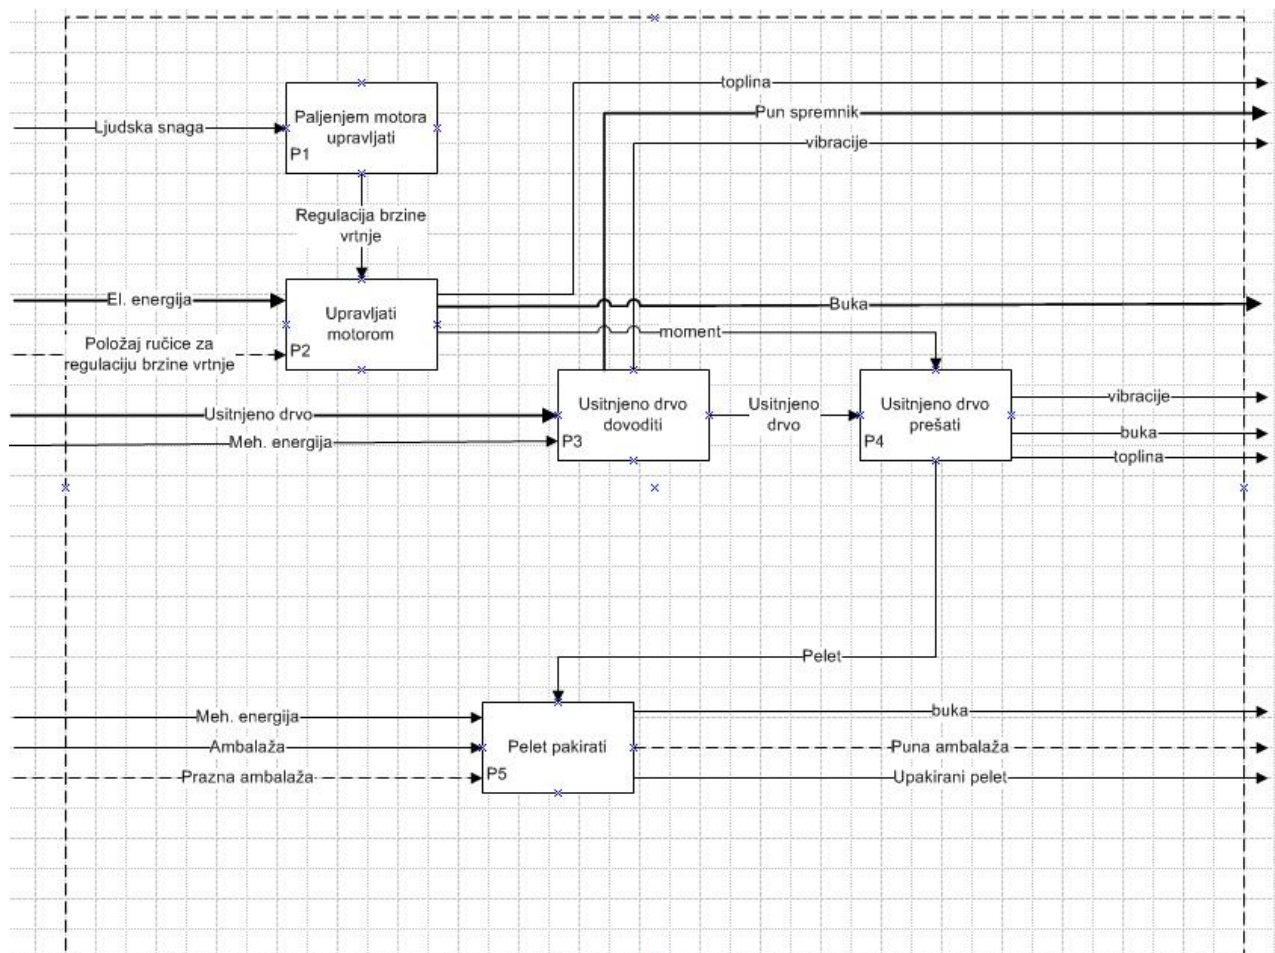 toplina
Pun spremnik
vibracije
Ljudska snaga
Paljenjem motora
upravljati
P1
Regulacija brzine
vrtnje
El. energija
Upravljati
motorom
P2
Buka
moment
Položaj ručice za
regulaciju brzine vrtnje
Usitnjeno drvo
Meh. energija
Usitnjeno drvo
dovoditi
P3
Usitnjeno
drvo
Usitnjeno drvo
prešati
P4
vibracije
buka
toplina
Pelet
Meh. energija
Ambalaža
Prazna ambalaža
Pelet pakirati
P5
buka
Puna ambalaža
Upakirani pelet